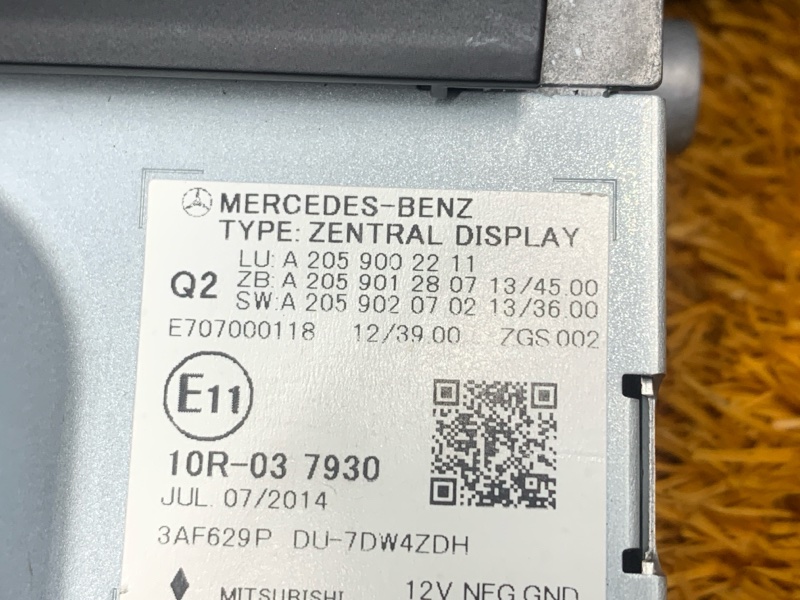 MERCEDES-BENZ
TYPE: ZENTRAL DISPLAY
LU: A 205 900 22 11
Q2 ZB: A 205 901 28 07 13/45.00
SW:A 205 902 07 02 13/36.00
E707000118 12/39.00 ZGS 002
E11
10R-03 7930
JUL. 07/2014
3AF629P DU-7DW4ZDH
MITSUBISHI 12V NEG.GND